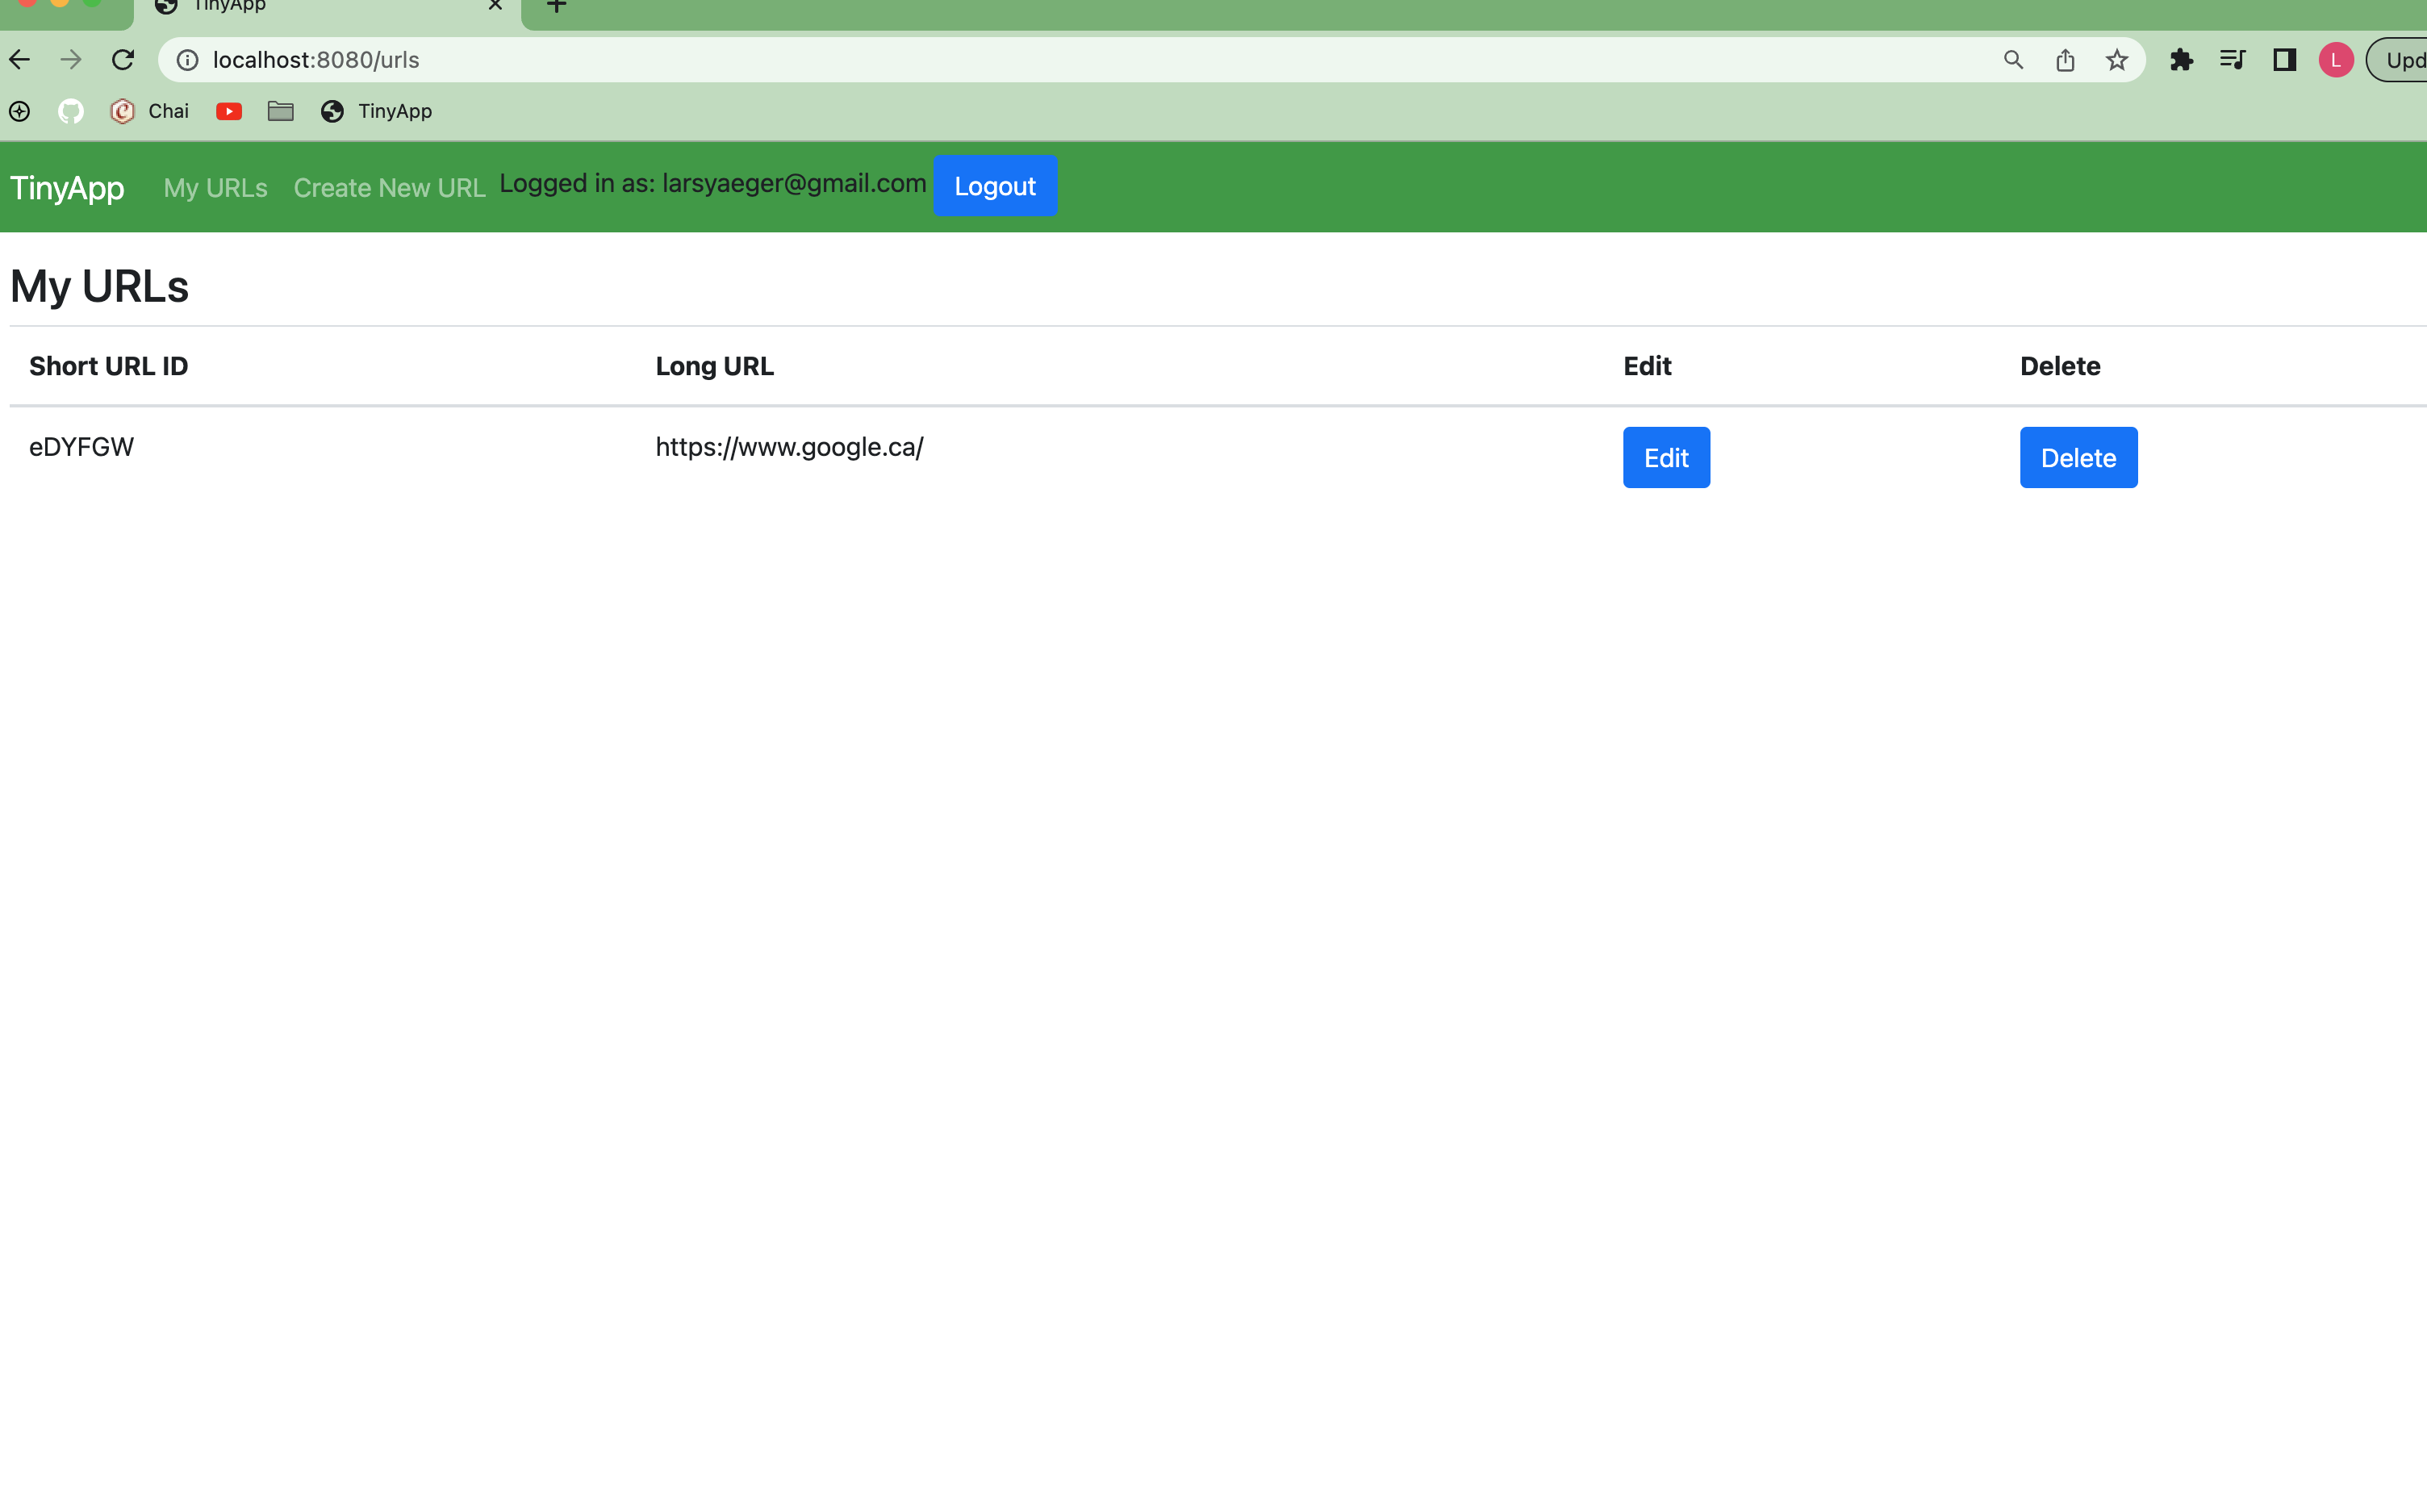 TinyApp
localhost:8080/urls
L
Upd
Chai
TinyApp
TinyApp My URLs Create New URL Logged in as: larsyaeger@gmail.com Logout
My URLs
Short URL ID Long URL Edit Delete
eDYFGW https://www.google.ca/ Edit Delete